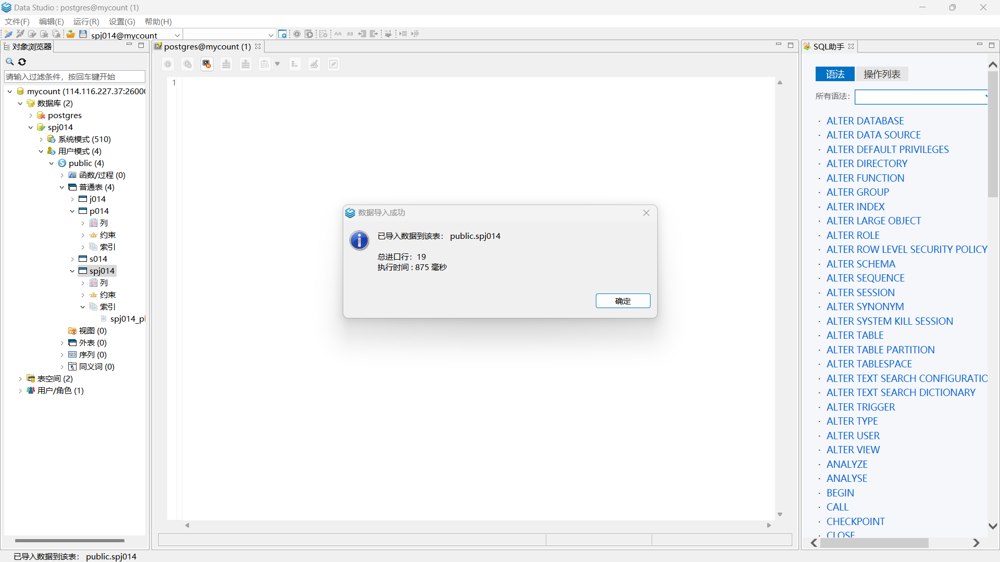 Data Studio : postgres@mycount (1)
文件(F) 编辑(E) 运行(R) 设置(G) 帮助(H)
spj014@mycount
对象浏览器
请输入过滤条件，按回车键开始
mycount (114.116.227.37:2600
数据库 (2)
postgres
spj014
系统模式 (510)
用户模式 (4)
public (4)
函数/过程 (0)
普通表 (4)
j014
p014
列
约束
索引
s014
spj014
列
约束
索引
spj014_p
视图 (0)
外表 (0)
序列 (0)
同义词 (0)
表空间 (2)
用户/角色 (1)
postgres@mycount (1)
1
数据导入成功
已导入数据到该表： public.spj014
总进口行：19
执行时间 : 875 毫秒
确定
SQL助手
语法 操作列表
所有语法：
· ALTER DATABASE
· ALTER DATA SOURCE
· ALTER DEFAULT PRIVILEGES
· ALTER DIRECTORY
· ALTER FUNCTION
· ALTER GROUP
· ALTER INDEX
· ALTER LARGE OBJECT
· ALTER ROLE
· ALTER ROW LEVEL SECURITY POLICY
· ALTER SCHEMA
· ALTER SEQUENCE
· ALTER SESSION
· ALTER SYNONYM
· ALTER SYSTEM KILL SESSION
· ALTER TABLE
· ALTER TABLE PARTITION
· ALTER TABLESPACE
· ALTER TEXT SEARCH CONFIGURATIO
· ALTER TEXT SEARCH DICTIONARY
· ALTER TRIGGER
· ALTER TYPE
· ALTER USER
· ALTER VIEW
· ANALYZE
· ANALYSE
· BEGIN
· CALL
· CHECKPOINT
· CLOSE
已导入数据到该表： public.spj014